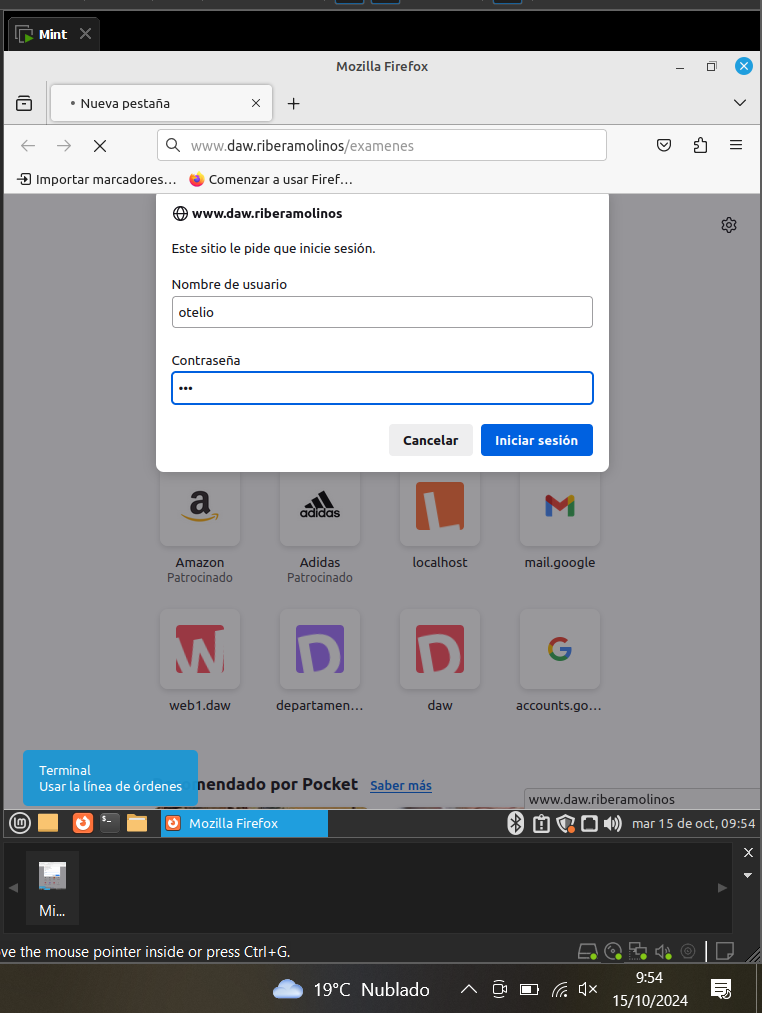 Mint
Mozilla Firefox
Nueva pestaña
www.daw.riberamolinos/examenes
Importar marcadores…
Comenzar a usar Firef…
www.daw.riberamolinos
Este sitio le pide que inicie sesión.
Nombre de usuario
otelio
Contraseña
•••
Cancelar
Iniciar sesión
a
adidas
L
M
Amazon
Adidas
localhost
mail.google
Patrocinado
Patrocinado
W
D
D
G
web1.daw
departamen…
daw
accounts.go…
Terminal
Usar la línea de órdenes
mendado por Pocket
Saber más
www.daw.riberamolinos
Mozilla Firefox
mar 15 de oct, 09:54
Mi...
ve the mouse pointer inside or press Ctrl+G.
19°C Nublado
9:54
15/10/2024